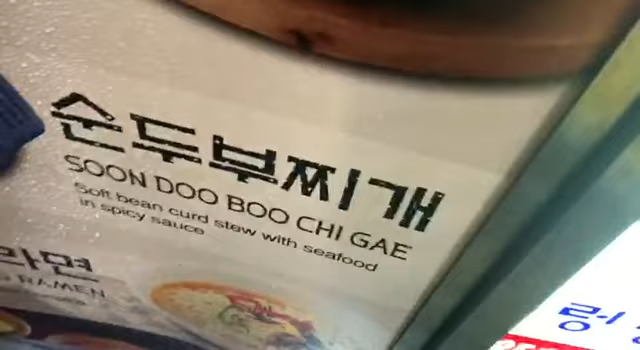 순두부찌개
SOON DOO BOO CHI GAE
Soft bean curd stew with seafood
in spicy sauce
라면
RAMEN
링